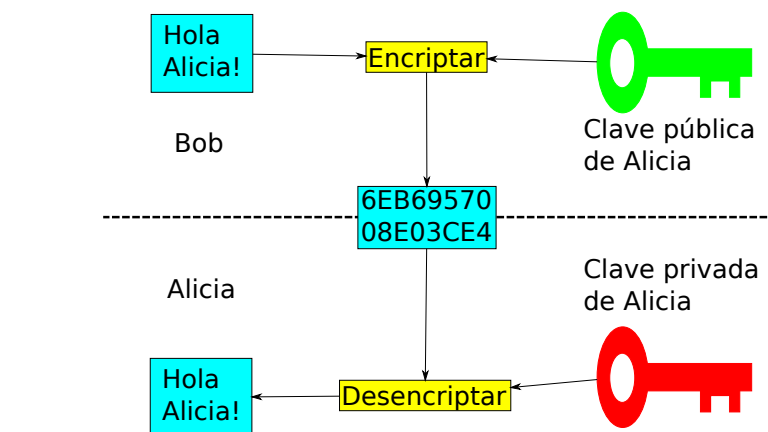 Hola
Alicia!
Encriptar
Clave pública
de Alicia
Bob
6EB69570
08E03CE4
Alicia
Clave privada
de Alicia
Hola
Alicia!
Desencriptar